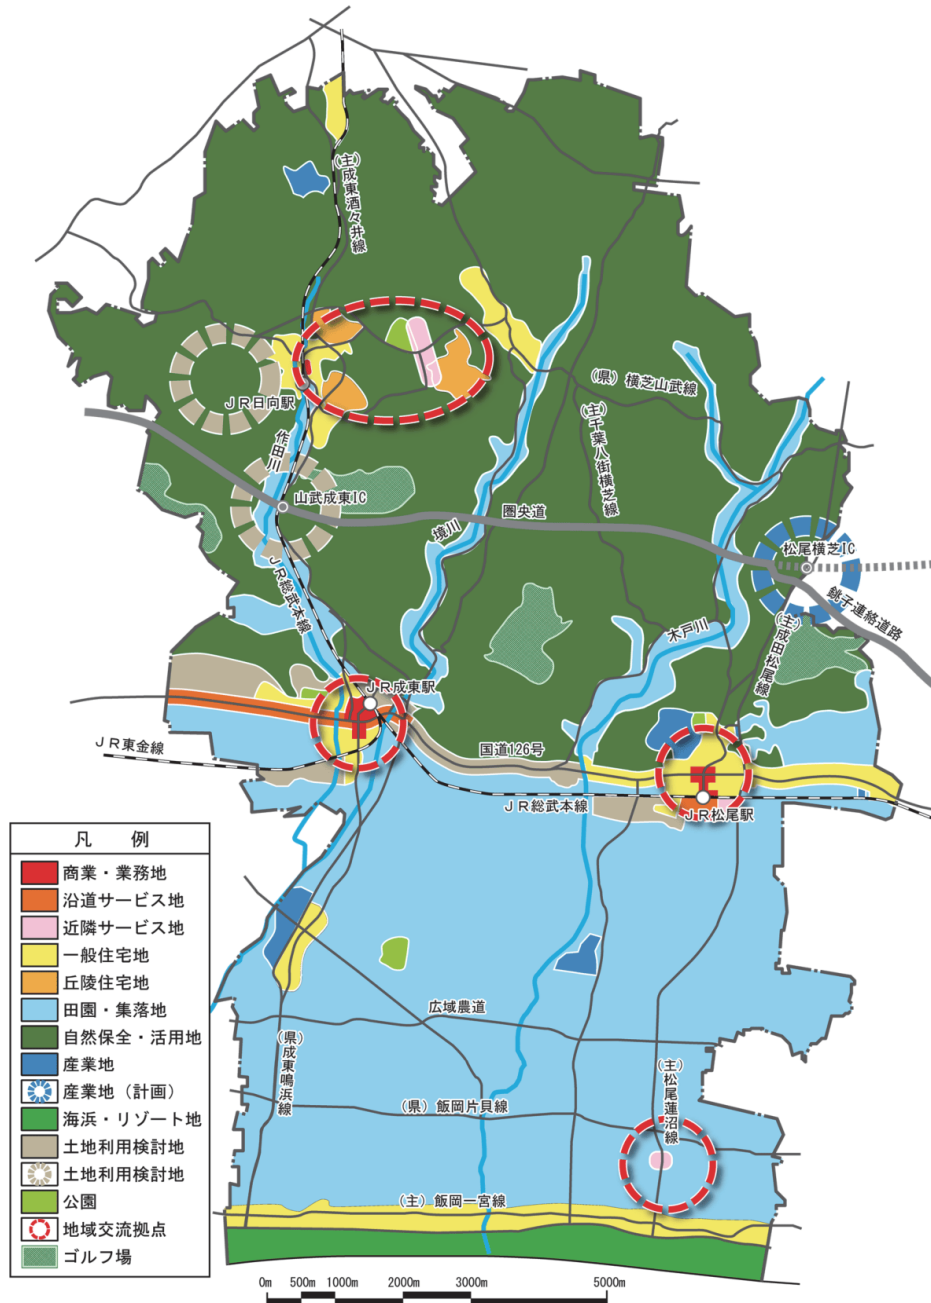 (主)成東酒々井線
JR日向駅
(県)横芝山武線
(主)千葉八街横芝線
作田川
山武成東IC
圏央道
境川
松尾横芝IC
銚子連絡道路
JR総武本線
木戸川
(主)成田松尾線
JR成東駅
国道126号
JR東金線
JR総武本線
JR松尾駅
凡 例
商業・業務地
沿道サービス地
近隣サービス地
一般住宅地
丘陵住宅地
田園・集落地
自然保全・活用地
産業地
産業地(計画)
海浜・リゾート地
土地利用検討地
土地利用検討地
公園
地域交流拠点
ゴルフ場
広域農道
(県)成東鳴浜線
(主)松尾蓮沼線
(県)飯岡片貝線
(主)飯岡一宮線
0m 500m 1000m 2000m 3000m 5000m